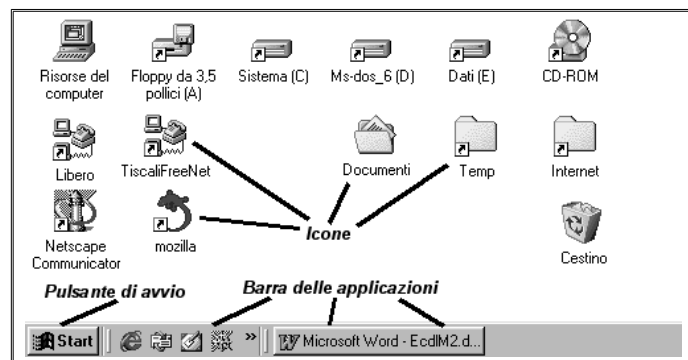 Risorse del
computer
Floppy da 3,5
pollici (A)
Sistema (C)
Ms-dos_6 (D)
Dati (E)
CD-ROM
Libero
TiscaliFreeNet
Documenti
Temp
Internet
Netscape
Communicator
mozilla
Icone
Cestino
Pulsante di avvio
Barra delle applicazioni
Start
»
Microsoft Word - EcdlM2.d...